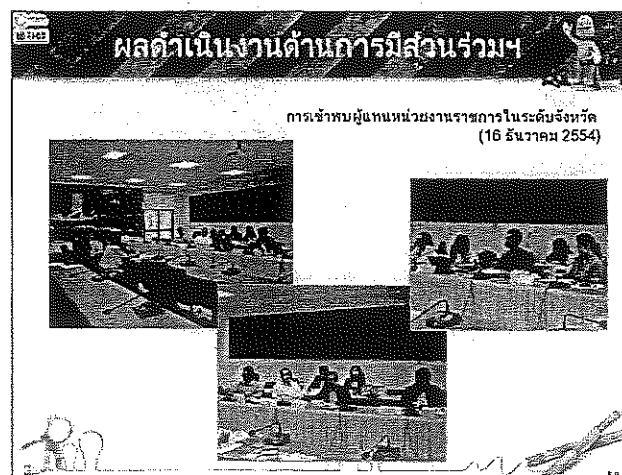 ผลดำเนินงานด้านการมีส่วนร่วมฯ
การเข้าพบผู้แทนหน่วยงานราชการในระดับจังหวัด
(16 ธันวาคม 2554)